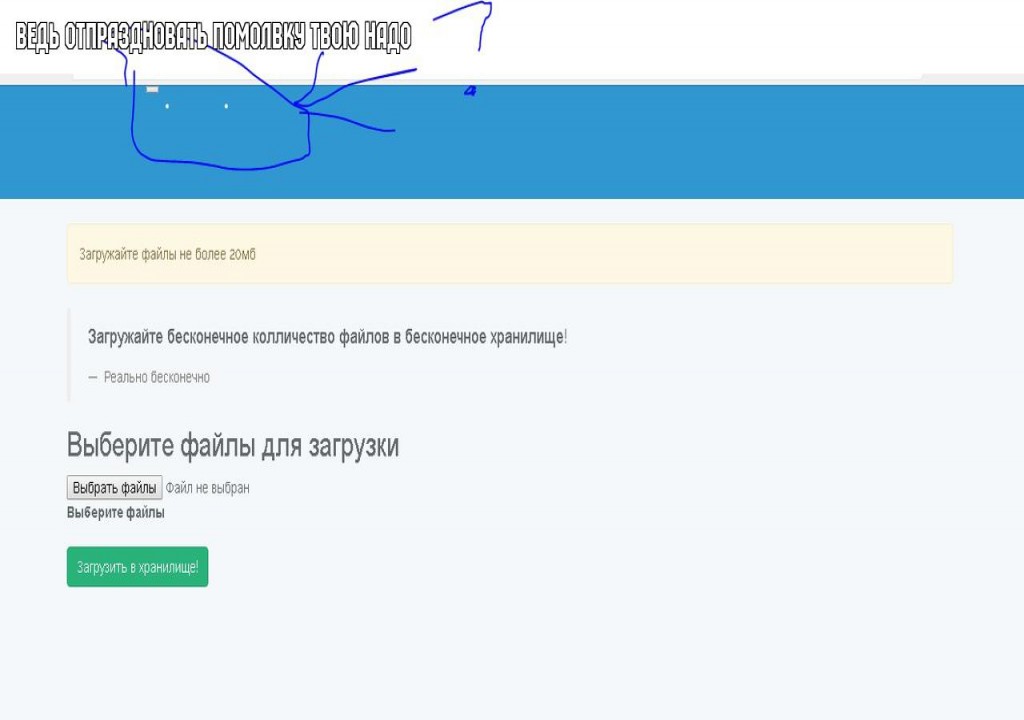 ВЕДЬ ОТПРАЗДНОВАТЬ ПОМОЛВКУ ТВОЮ НАДО
Загружайте файлы не более 20мб
Загружайте бесконечное колличество файлов в бесконечное хранилище!
— Реально бесконечно
Выберите файлы для загрузки
Выбрать файлы Файл не выбран
Выберите файлы
Загрузить в хранилище!